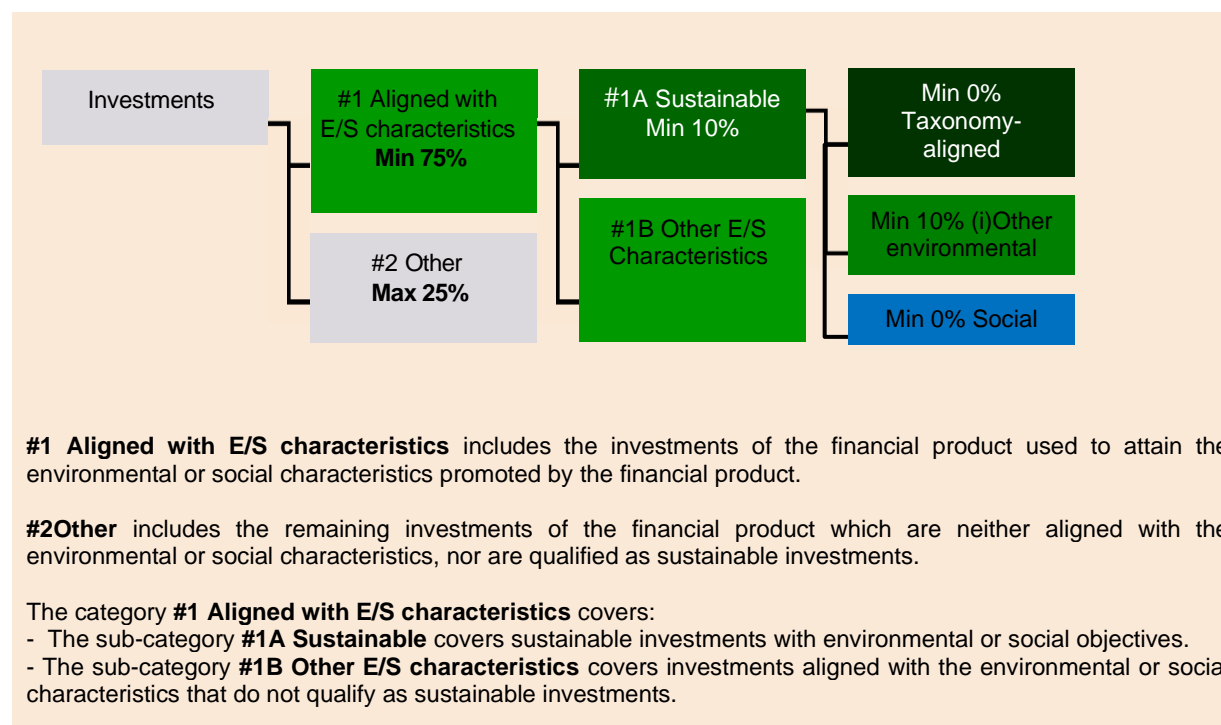 Investments
#1 Aligned with
E/S characteristics
Min 75%
#2 Other
Max 25%
#1A Sustainable
Min 10%
#1B Other E/S
Characteristics
Min 0%
Taxonomy-
aligned
Min 10% (i)Other
environmental
Min 0% Social
#1 Aligned with E/S characteristics includes the investments of the financial product used to attain the
environmental or social characteristics promoted by the financial product.
#2Other includes the remaining investments of the financial product which are neither aligned with the
environmental or social characteristics, nor are qualified as sustainable investments.
The category #1 Aligned with E/S characteristics covers:
- The sub-category #1A Sustainable covers sustainable investments with environmental or social objectives.
- The sub-category #1B Other E/S characteristics covers investments aligned with the environmental or social
characteristics that do not qualify as sustainable investments.